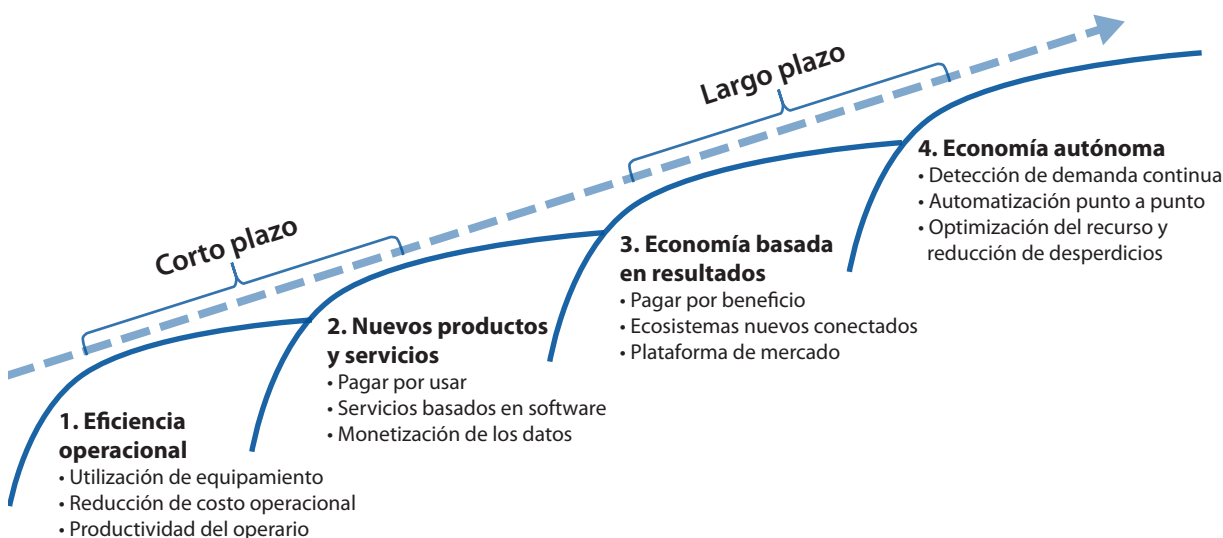 Corto plazo
Largo plazo
1. Eficiencia
operacional
• Utilización de equipamiento
• Reducción de costo operacional
• Productividad del operario
2. Nuevos productos
y servicios
• Pagar por usar
• Servicios basados en software
• Monetización de los datos
3. Economía basada
en resultados
• Pagar por beneficio
• Ecosistemas nuevos conectados
• Plataforma de mercado
4. Economía autónoma
• Detección de demanda continua
• Automatización punto a punto
• Optimización del recurso y
reducción de desperdicios